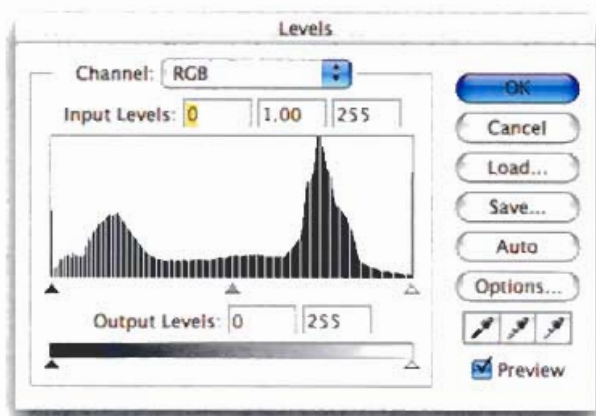 Levels
Channel: RGB
Input Levels: 0 1.00 255
Output Levels: 0 255
OK
Cancel
Load...
Save...
Auto
Options...
Preview